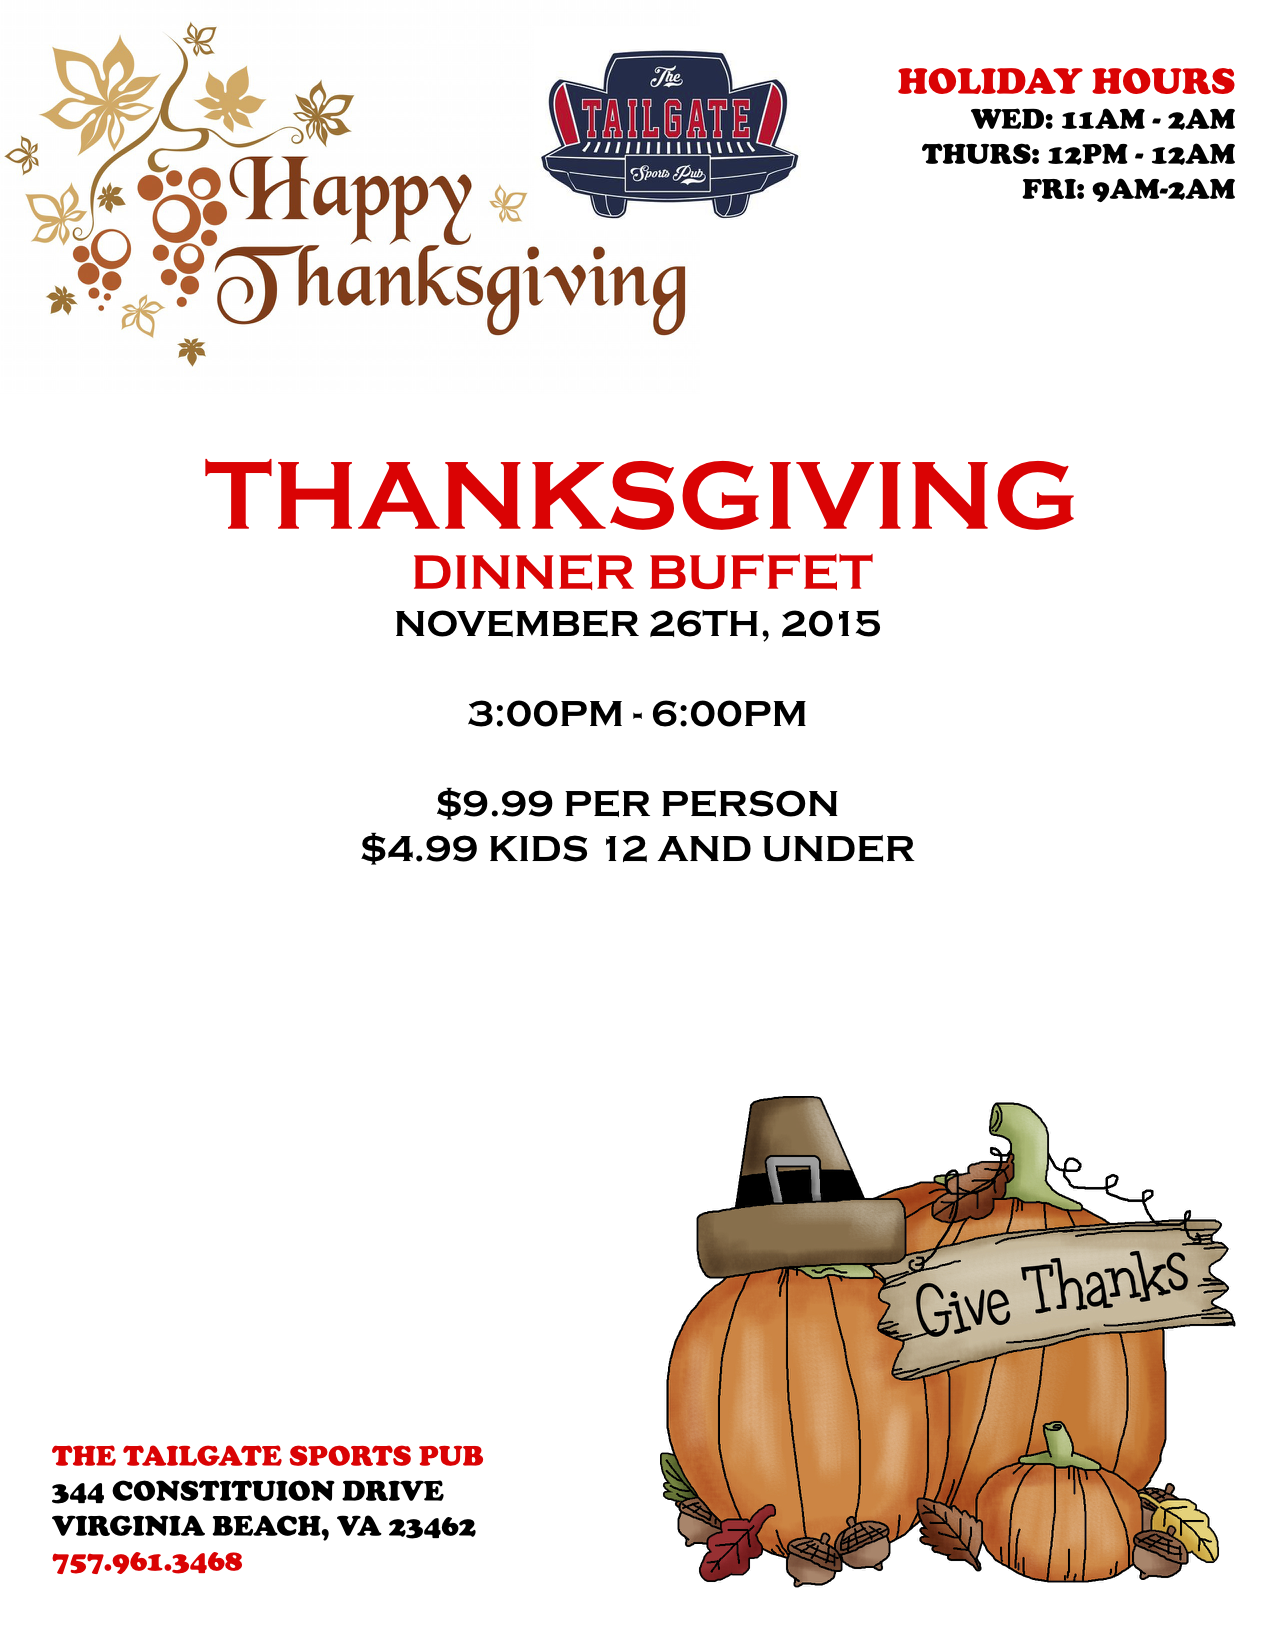 Happy
Thanksgiving
The
TAILGATE
Sports Pub
HOLIDAY HOURS
WED: 11AM - 2AM
THURS: 12PM - 12AM
FRI: 9AM-2AM
THANKSGIVING
DINNER BUFFET
NOVEMBER 26TH, 2015
3:00PM - 6:00PM
$9.99 PER PERSON
$4.99 KIDS 12 AND UNDER
Give Thanks
THE TAILGATE SPORTS PUB
344 CONSTITUION DRIVE
VIRGINIA BEACH, VA 23462
757.961.3468